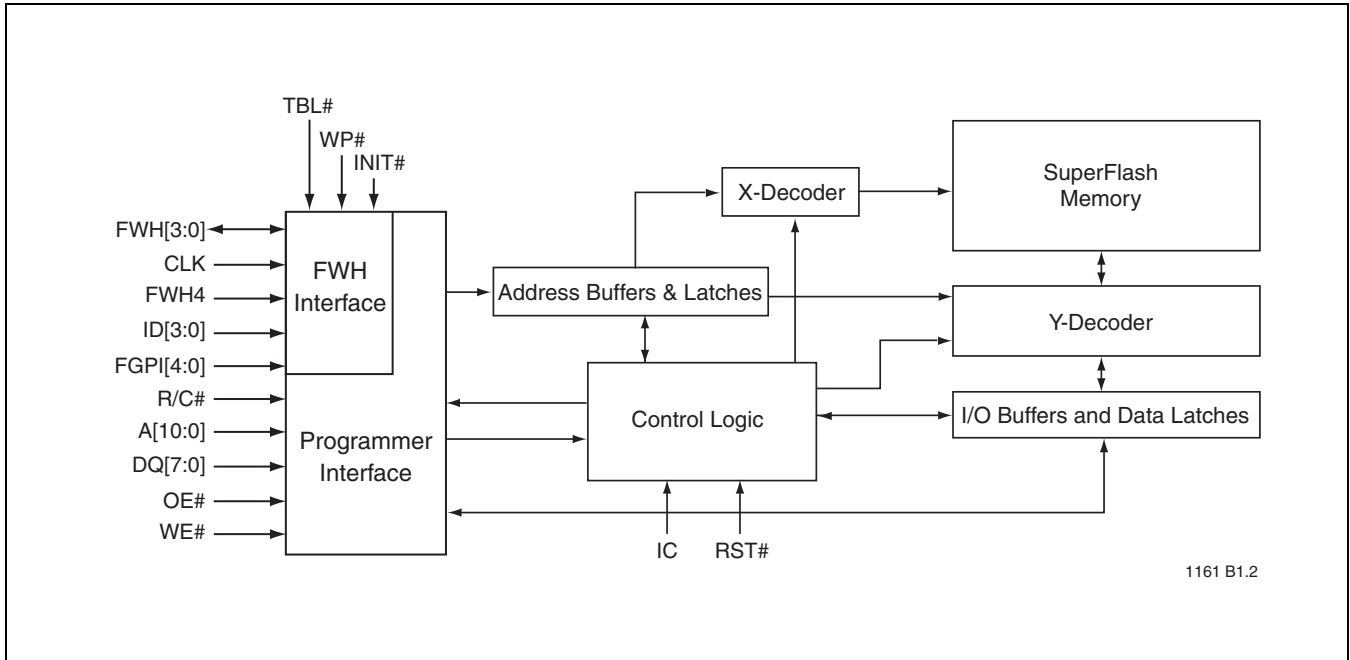 TBL#
WP#
INIT#
FWH[3:0]
CLK
FWH4
ID[3:0]
FGPI[4:0]
R/C#
A[10:0]
DQ[7:0]
OE#
WE#
FWH
Interface
Programmer
Interface
Address Buffers & Latches
X-Decoder
SuperFlash
Memory
Y-Decoder
Control Logic
I/O Buffers and Data Latches
IC
RST#
1161 B1.2